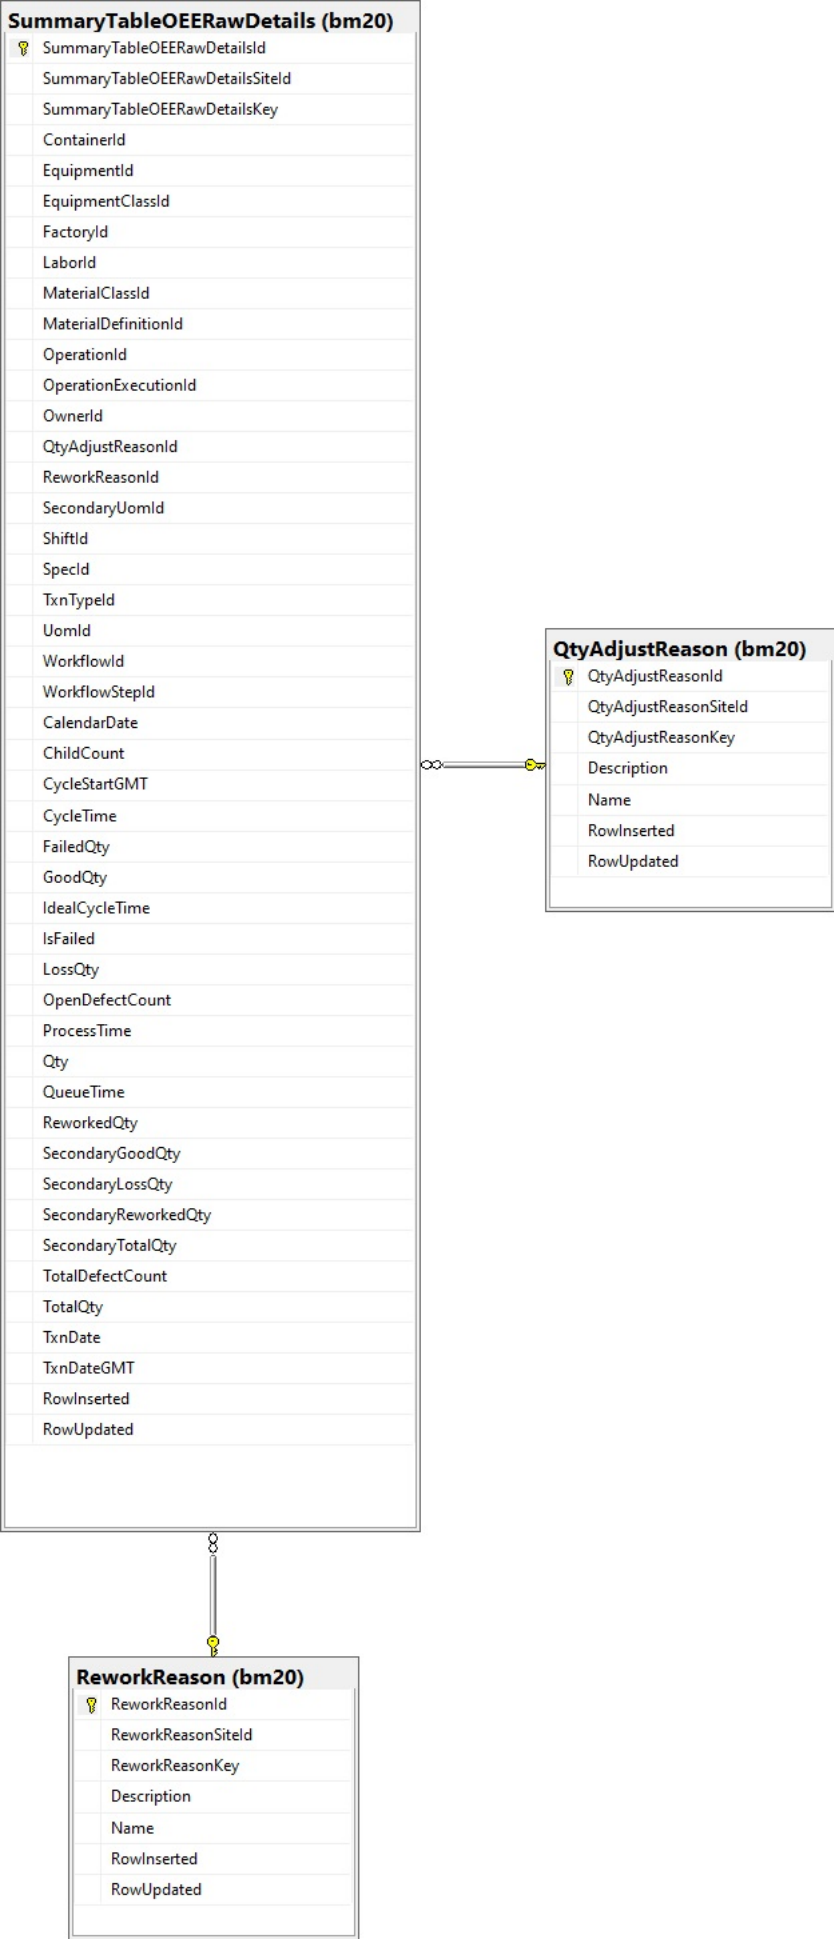 SummaryTableOEERawDetails (bm20)
SummaryTableOEERawDetailsId
SummaryTableOEERawDetailsSiteId
SummaryTableOEERawDetailsKey
ContainerId
EquipmentId
EquipmentClassId
FactoryId
LaborId
MaterialClassId
MaterialDefinitionId
OperationId
OperationExecutionId
OwnerId
QtyAdjustReasonId
ReworkReasonId
SecondaryUomId
ShiftId
SpecId
TxnTypeId
UomId
WorkflowId
WorkflowStepId
CalendarDate
ChildCount
CycleStartGMT
CycleTime
FailedQty
GoodQty
IdealCycleTime
IsFailed
LossQty
OpenDefectCount
ProcessTime
Qty
QueueTime
ReworkedQty
SecondaryGoodQty
SecondaryLossQty
SecondaryReworkedQty
SecondaryTotalQty
TotalDefectCount
TotalQty
TxnDate
TxnDateGMT
RowInserted
RowUpdated
QtyAdjustReason (bm20)
QtyAdjustReasonId
QtyAdjustReasonSiteId
QtyAdjustReasonKey
Description
Name
RowInserted
RowUpdated
ReworkReason (bm20)
ReworkReasonId
ReworkReasonSiteId
ReworkReasonKey
Description
Name
RowInserted
RowUpdated